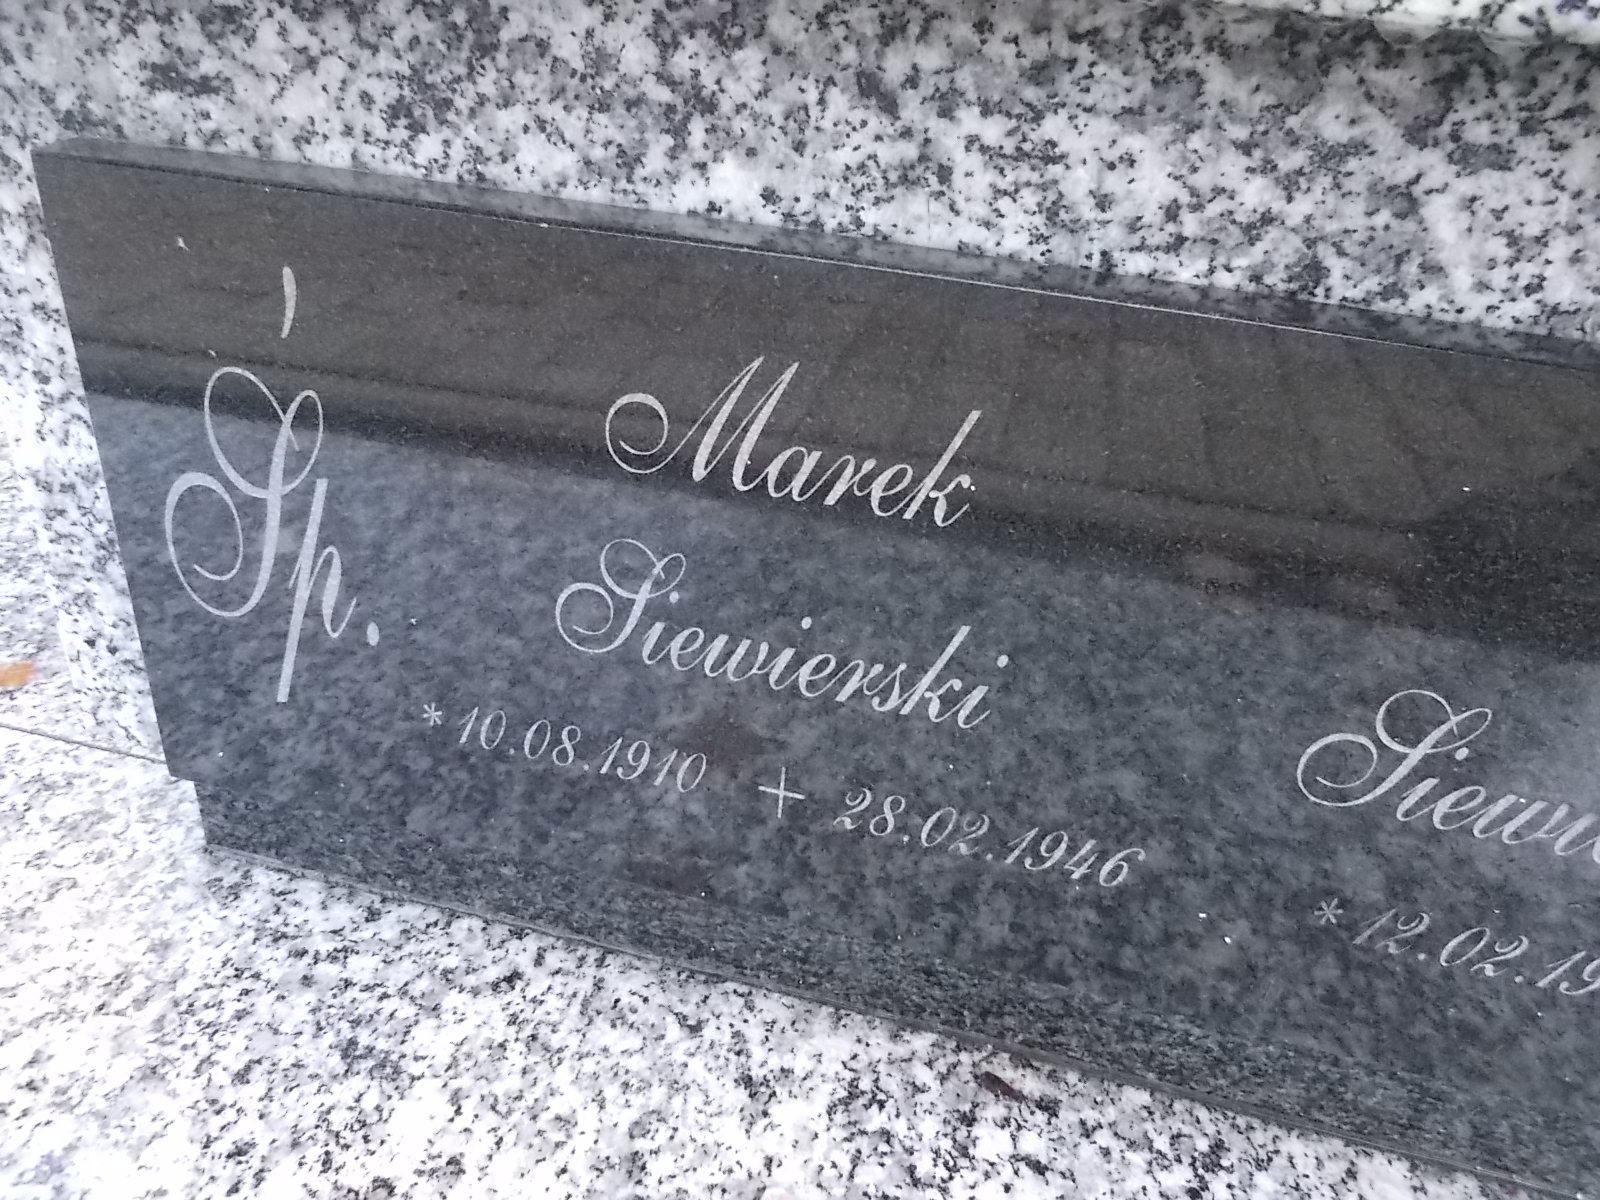 Śp. Marek
Siewierski
* 10.08.1910 + 28.02.1946